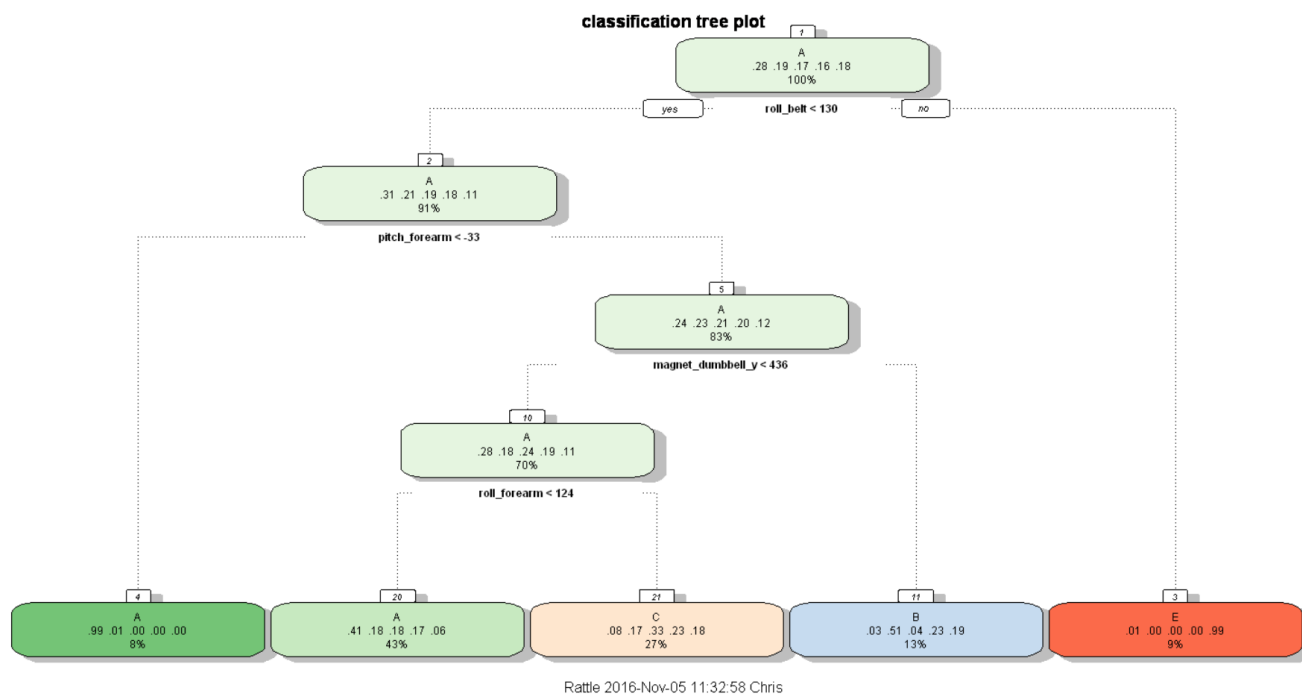 classification tree plot
1
A
.28 .19 .17 .16 .18
100%
yes
roll_belt < 130
no
2
A
.31 .21 .19 .18 .11
91%
pitch_forearm < -33
5
A
.24 .23 .21 .20 .12
83%
magnet_dumbbell_y < 436
10
A
.28 .18 .24 .19 .11
70%
roll_forearm < 124
4
A
.99 .01 .00 .00 .00
8%
20
A
.41 .18 .18 .17 .06
43%
21
C
.08 .17 .33 .23 .18
27%
11
B
.03 .51 .04 .23 .19
13%
3
E
.01 .00 .00 .00 .99
9%
Rattle 2016-Nov-05 11:32:58 Chris